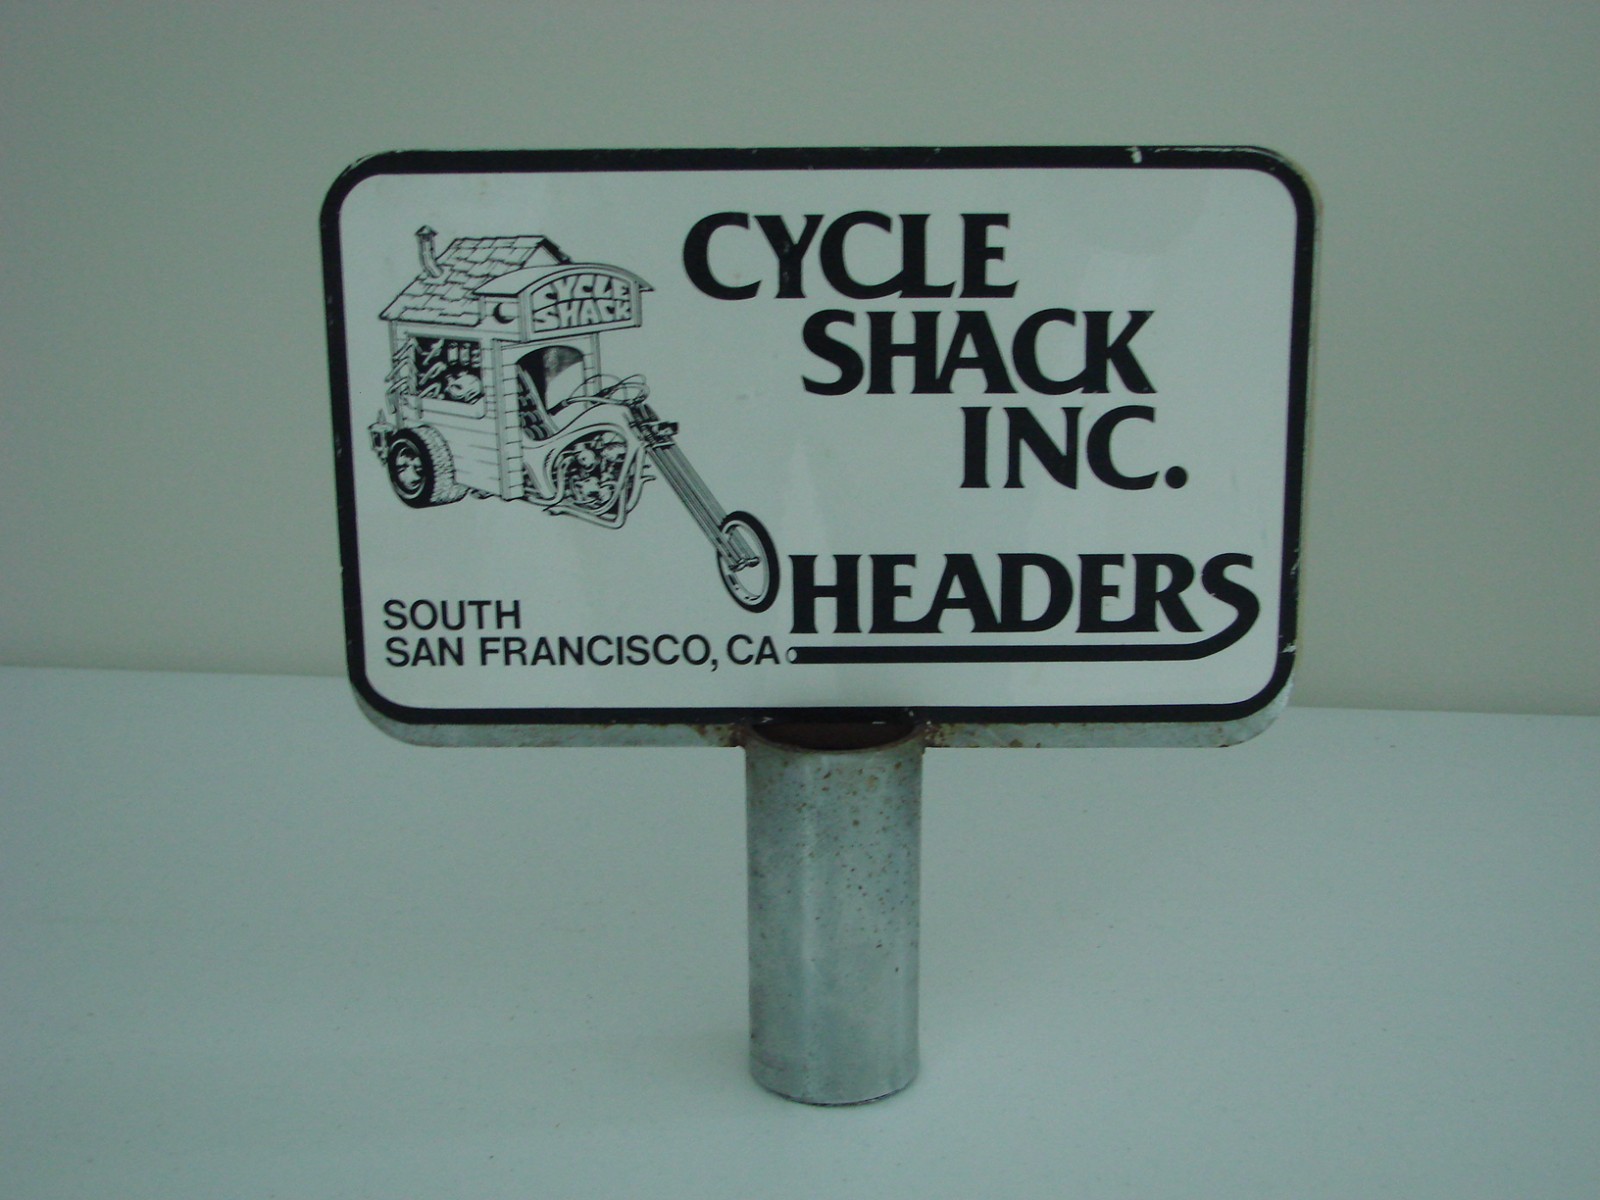 CYCLE
SHACK
CYCLE
SHACK
INC.
HEADERS
SOUTH
SAN FRANCISCO, CA